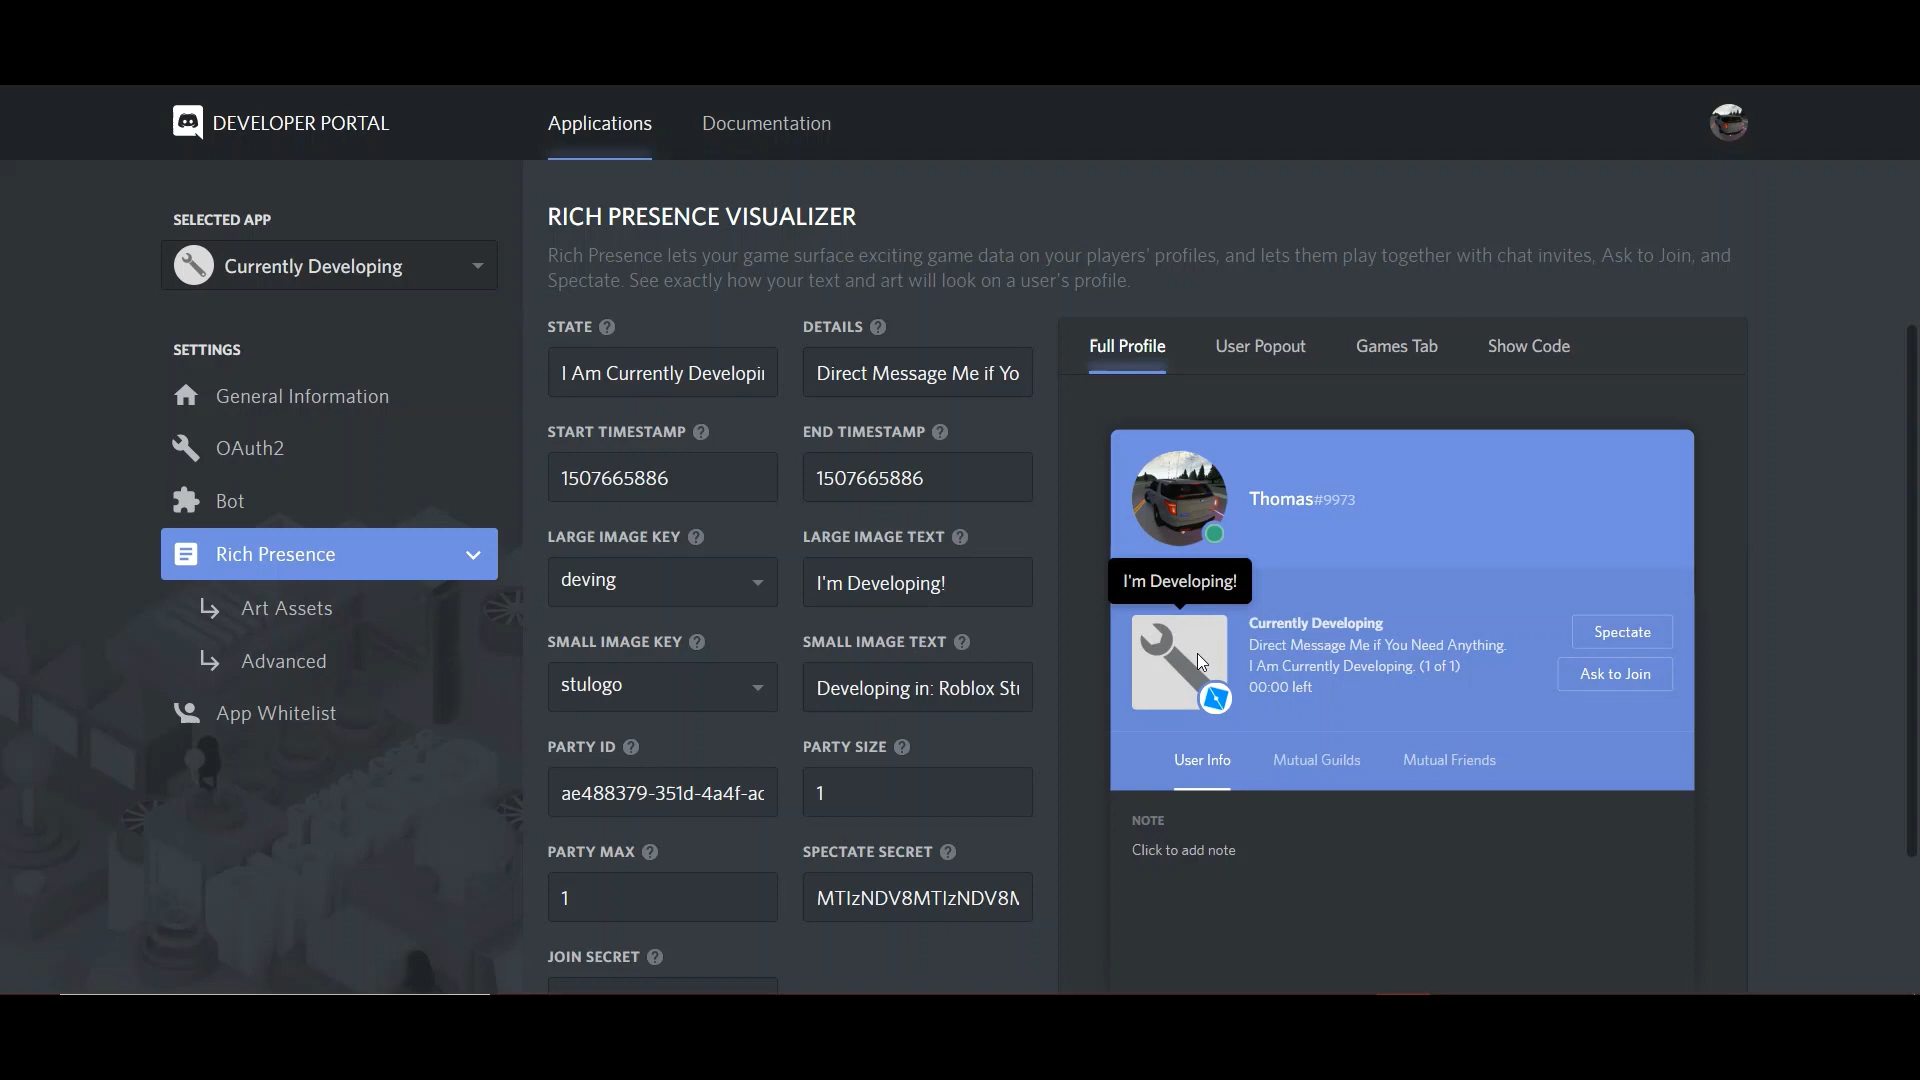 DEVELOPER PORTAL
Applications
Documentation
SELECTED APP
Currently Developing
SETTINGS
General Information
OAuth2
Bot
Rich Presence
Art Assets
Advanced
App Whitelist
RICH PRESENCE VISUALIZER
Rich Presence lets your game surface exciting game data on your players' profiles, and lets them play together with chat invites, Ask to Join, and
Spectate. See exactly how your text and art will look on a user's profile.
STATE ?
DETAILS ?
I Am Currently Developi
Direct Message Me if Yo
START TIMESTAMP ?
END TIMESTAMP ?
1507665886
1507665886
LARGE IMAGE KEY ?
LARGE IMAGE TEXT ?
deving
I'm Developing!
SMALL IMAGE KEY ?
SMALL IMAGE TEXT ?
stulogo
Developing in: Roblox Stu
PARTY ID ?
PARTY SIZE ?
ae488379-351d-4a4f-ad
1
PARTY MAX ?
SPECTATE SECRET ?
1
MTIzNDV8MTIzNDV8M
JOIN SECRET ?
Full Profile
User Popout
Games Tab
Show Code
Thomas#9973
I'm Developing!
Currently Developing
Direct Message Me if You Need Anything.
I Am Currently Developing. (1 of 1)
00:00 left
Spectate
Ask to Join
User Info
Mutual Guilds
Mutual Friends
NOTE
Click to add note